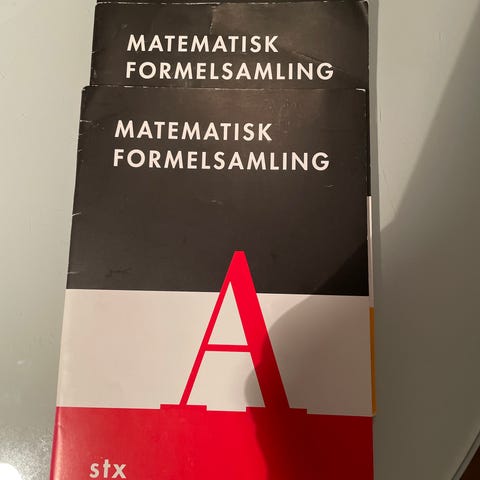 MATEMATISK
FORMELSAMLING
MATEMATISK
FORMELSAMLING
A
stx